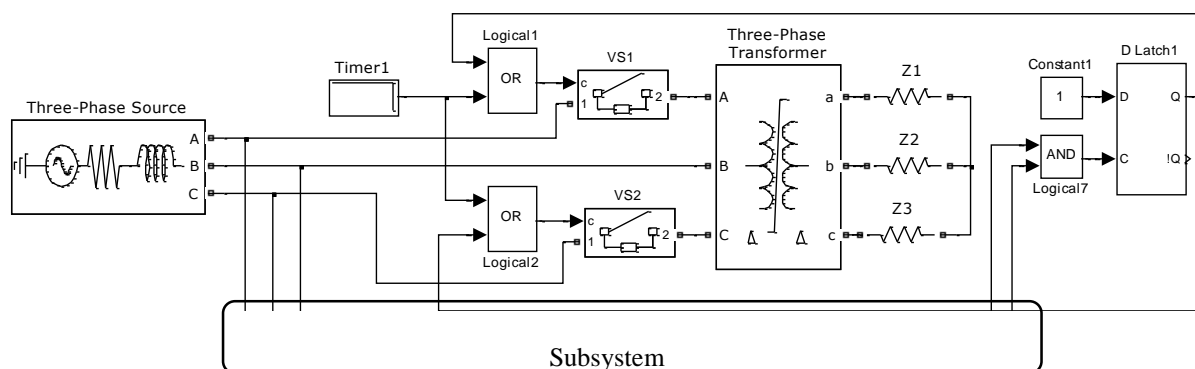 Three-Phase Source
A
B
C
Timer1
Logical1
OR
VS1
c
1
2
Logical2
OR
VS2
c
1
2
Three-Phase
Transformer
A
B
C
a
b
c
Z1
Z2
Z3
Constant1
1
AND
Logical7
D Latch1
D
C
Q
!Q
Subsystem